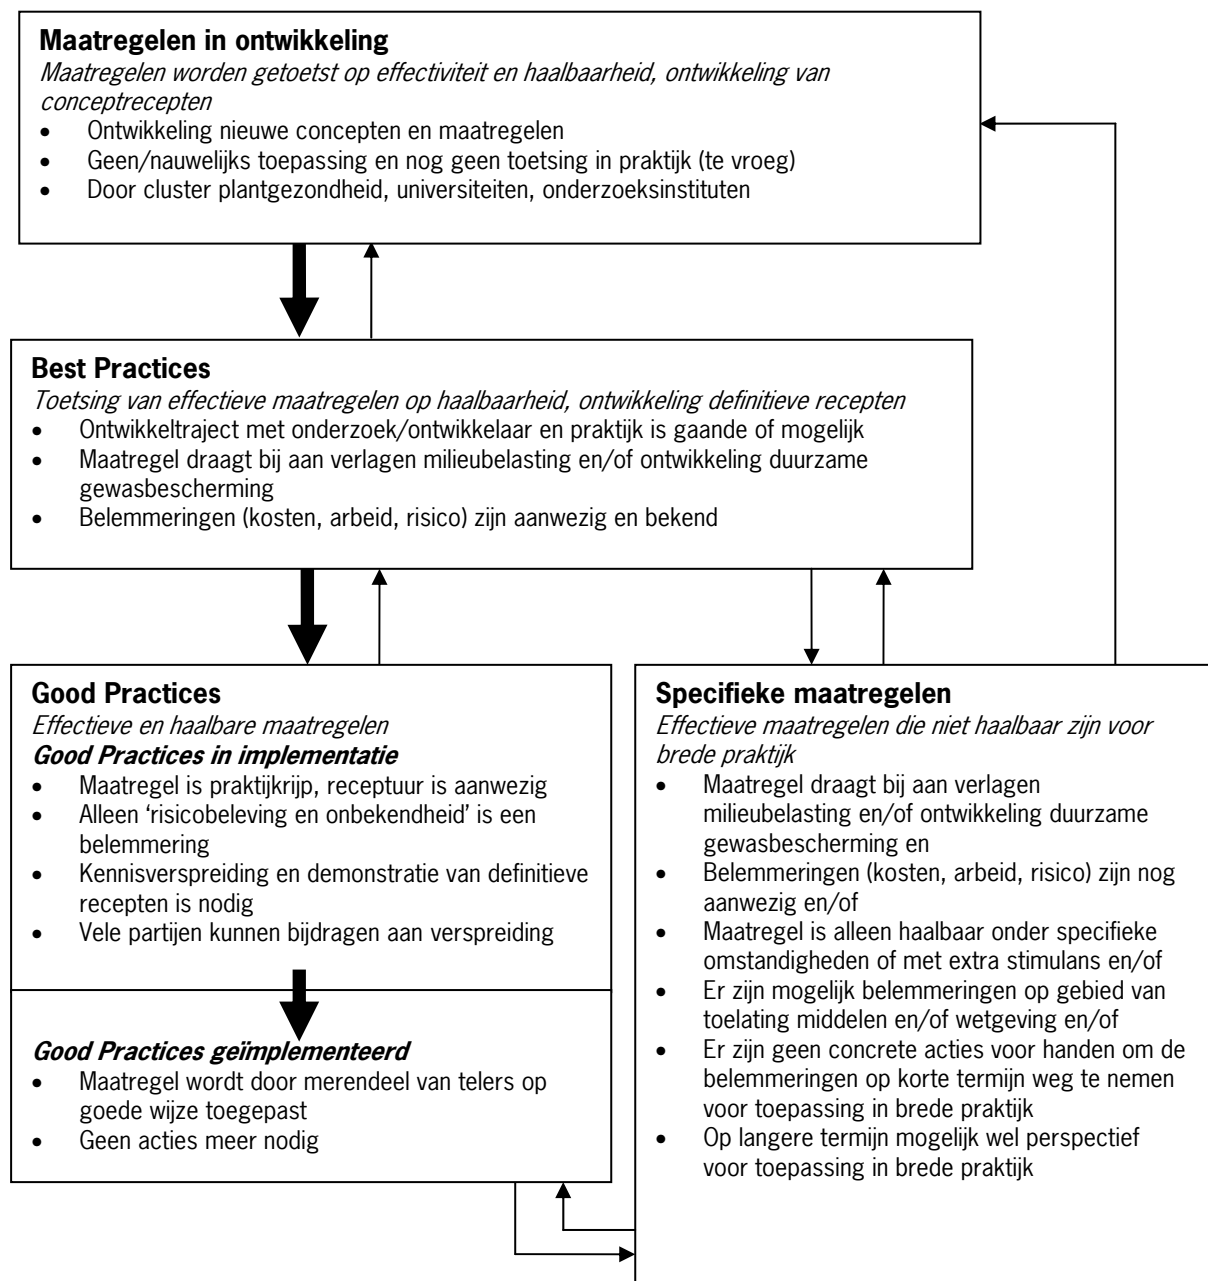 Maatregelen in ontwikkeling
Maatregelen worden getoetst op effectiviteit en haalbaarheid, ontwikkeling van
conceptrecepten
• Ontwikkeling nieuwe concepten en maatregelen
• Geen/nauwelijks toepassing en nog geen toetsing in praktijk (te vroeg)
• Door cluster plantgezondheid, universiteiten, onderzoeksinstituten
Best Practices
Toetsing van effectieve maatregelen op haalbaarheid, ontwikkeling definitieve recepten
• Ontwikkeltraject met onderzoek/ontwikkelaar en praktijk is gaande of mogelijk
• Maatregel draagt bij aan verlagen milieubelasting en/of ontwikkeling duurzame
gewasbescherming
• Belemmeringen (kosten, arbeid, risico) zijn aanwezig en bekend
Good Practices
Effectieve en haalbare maatregelen
Good Practices in implementatie
• Maatregel is praktijkrijp, receptuur is aanwezig
• Alleen ‘risicobeleving en onbekendheid’ is een
belemmering
• Kennisverspreiding en demonstratie van definitieve
recepten is nodig
• Vele partijen kunnen bijdragen aan verspreiding
Good Practices geïmplementeerd
• Maatregel wordt door merendeel van telers op
goede wijze toegepast
• Geen acties meer nodig
Specifieke maatregelen
Effectieve maatregelen die niet haalbaar zijn voor
brede praktijk
• Maatregel draagt bij aan verlagen
milieubelasting en/of ontwikkeling duurzame
gewasbescherming en
• Belemmeringen (kosten, arbeid, risico) zijn nog
aanwezig en/of
• Maatregel is alleen haalbaar onder specifieke
omstandigheden of met extra stimulans en/of
• Er zijn mogelijk belemmeringen op gebied van
toelating middelen en/of wetgeving en/of
• Er zijn geen concrete acties voor handen om de
belemmeringen op korte termijn weg te nemen
voor toepassing in brede praktijk
• Op langere termijn mogelijk wel perspectief
voor toepassing in brede praktijk